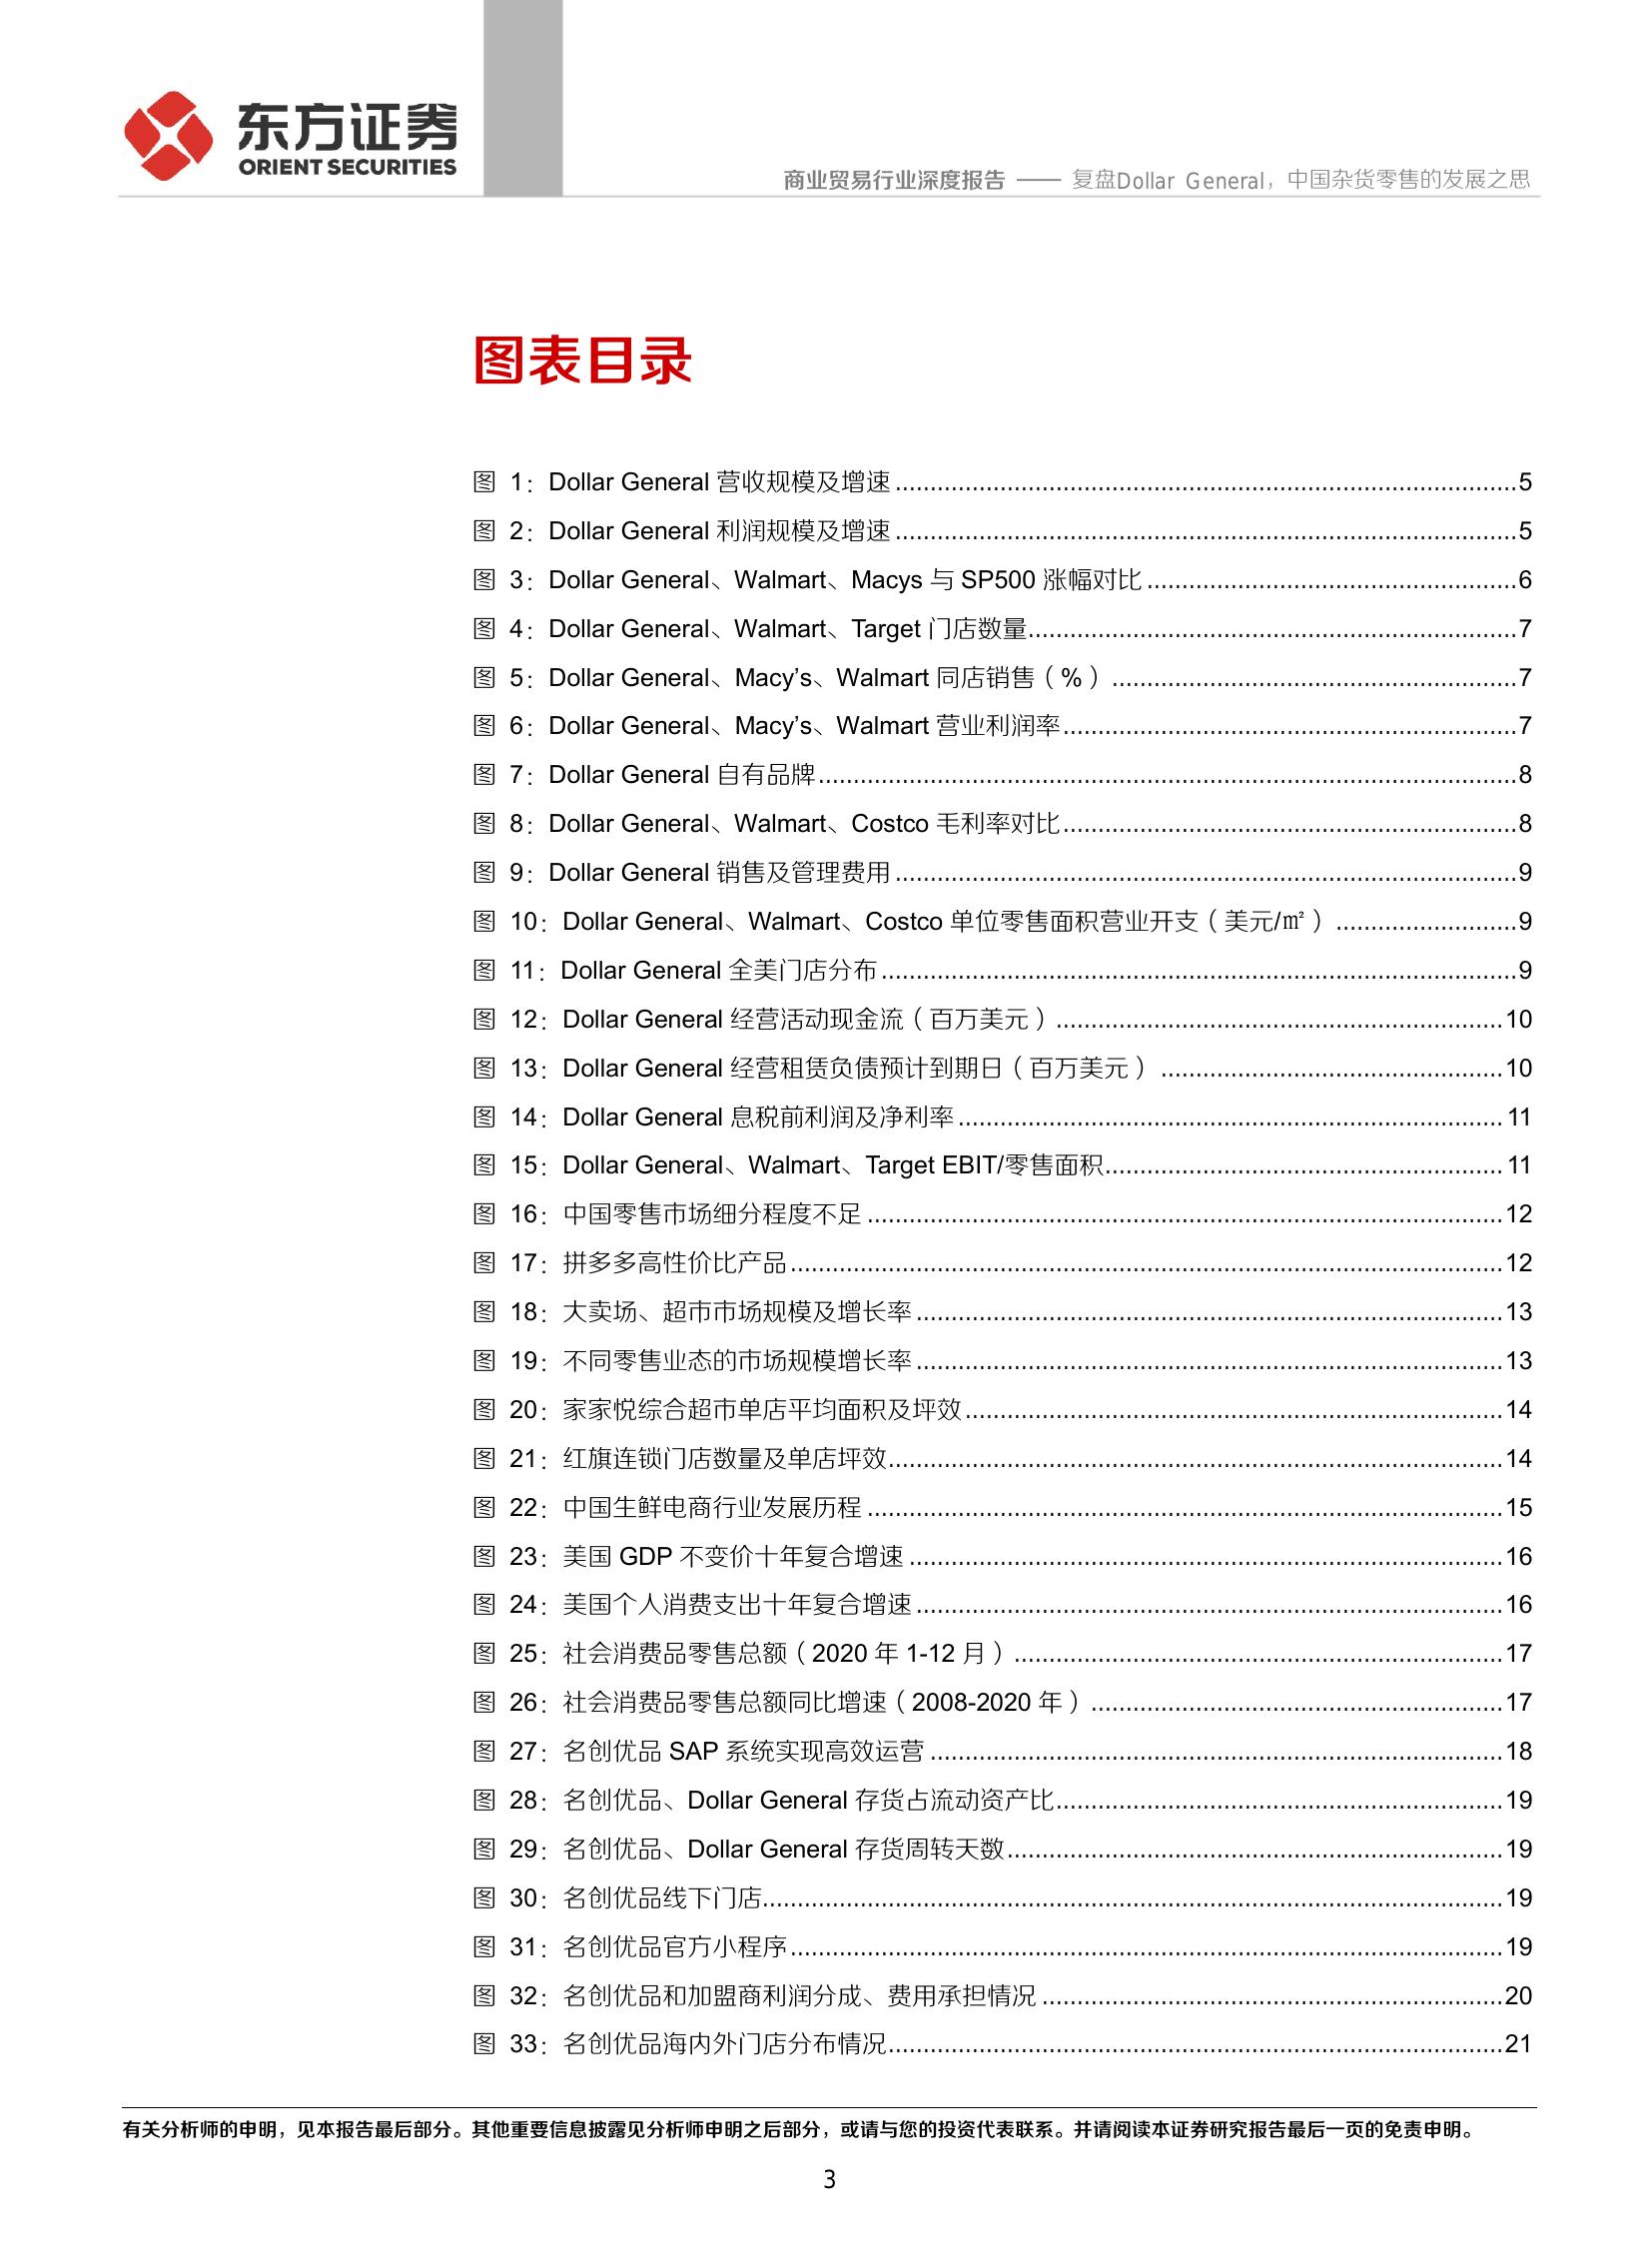 东方证券
ORIENT SECURITIES
商业贸易行业深度报告 —— 复盘Dollar General，中国杂货零售的发展之思
图表目录
图 1：Dollar General 营收规模及增速 ........ 5
图 2：Dollar General 利润规模及增速 ........ 5
图 3：Dollar General、Walmart、Macys 与 SP500 涨幅对比 ........ 6
图 4：Dollar General、Walmart、Target 门店数量 ........ 7
图 5：Dollar General、Macy’s、Walmart 同店销售（%） ........ 7
图 6：Dollar General、Macy’s、Walmart 营业利润率 ........ 7
图 7：Dollar General 自有品牌 ........ 8
图 8：Dollar General、Walmart、Costco 毛利率对比 ........ 8
图 9：Dollar General 销售及管理费用 ........ 9
图 10：Dollar General、Walmart、Costco 单位零售面积营业开支（美元/㎡） ........ 9
图 11：Dollar General 全美门店分布 ........ 9
图 12：Dollar General 经营活动现金流（百万美元） ........ 10
图 13：Dollar General 经营租赁负债预计到期日（百万美元） ........ 10
图 14：Dollar General 息税前利润及净利率 ........ 11
图 15：Dollar General、Walmart、Target EBIT/零售面积 ........ 11
图 16：中国零售市场细分程度不足 ........ 12
图 17：拼多多高性价比产品 ........ 12
图 18：大卖场、超市市场规模及增长率 ........ 13
图 19：不同零售业态的市场规模增长率 ........ 13
图 20：家家悦综合超市单店平均面积及坪效 ........ 14
图 21：红旗连锁门店数量及单店坪效 ........ 14
图 22：中国生鲜电商行业发展历程 ........ 15
图 23：美国 GDP 不变价十年复合增速 ........ 16
图 24：美国个人消费支出十年复合增速 ........ 16
图 25：社会消费品零售总额（2020 年 1-12 月） ........ 17
图 26：社会消费品零售总额同比增速（2008-2020 年） ........ 17
图 27：名创优品 SAP 系统实现高效运营 ........ 18
图 28：名创优品、Dollar General 存货占流动资产比 ........ 19
图 29：名创优品、Dollar General 存货周转天数 ........ 19
图 30：名创优品线下门店 ........ 19
图 31：名创优品官方小程序 ........ 19
图 32：名创优品和加盟商利润分成、费用承担情况 ........ 20
图 33：名创优品海内外门店分布情况 ........ 21
有关分析师的申明，见本报告最后部分。其他重要信息披露见分析师申明之后部分，或请与您的投资代表联系。并请阅读本证券研究报告最后一页的免责申明。
3